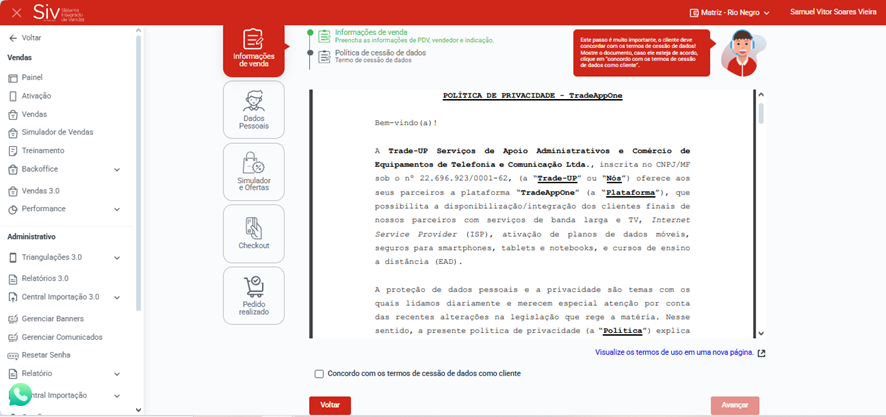 Siv Sistema Integrado de Venda
Matriz - Rio Negro
Samuel Vitor Soares Vieira
Voltar
Vendas
Painel
Ativação
Vendas
Simulador de Vendas
Treinamento
Backoffice
Vendas 3.0
Performance
Administrativo
Triangulações 3.0
Relatórios 3.0
Central Importação 3.0
Gerenciar Banners
Gerenciar Comunicados
Resetar Senha
Relatório
Central Importação
Informações
de venda
Dados
Pessoais
Simulador
e Ofertas
Checkout
Pedido
realizado
Informações de venda
Preencha as informações de PDV, vendedor e indicação.
Política de cessão de dados
Termo de cessão de dados
Este passo é muito importante, o cliente deve
concordar com os termos de cessão de dados!
Mostre o documento, caso ele esteja de acordo,
clique em "concordo com os termos de cessão
de dados como cliente".
POLÍTICA DE PRIVACIDADE - TradeAppOne
Bem-vindo(a)!
A Trade-UP Serviços de Apoio Administrativos e Comércio de
Equipamentos de Telefonia e Comunicação Ltda., inscrita no CNPJ/MF
sob o nº 22.696.923/0001-62, (a “Trade-UP” ou “Nós”) oferece aos
seus parceiros a plataforma “TradeAppOne” (a “Plataforma”), que
possibilita a disponibilização/integração dos clientes finais de
nossos parceiros com serviços de banda larga e TV, Internet
Service Provider (ISP), ativação de planos de dados móveis,
seguros para smartphones, tablets e notebooks, e cursos de ensino
a distância (EAD).
A proteção de dados pessoais e a privacidade são temas com os
quais lidamos diariamente e merecem especial atenção por conta
das recentes alterações na legislação que rege a matéria. Nesse
sentido, a presente política de privacidade (a “Política”) explica
Visualize os termos de uso em uma nova página.
Concordo com os termos de cessão de dados como cliente
Voltar
Avançar